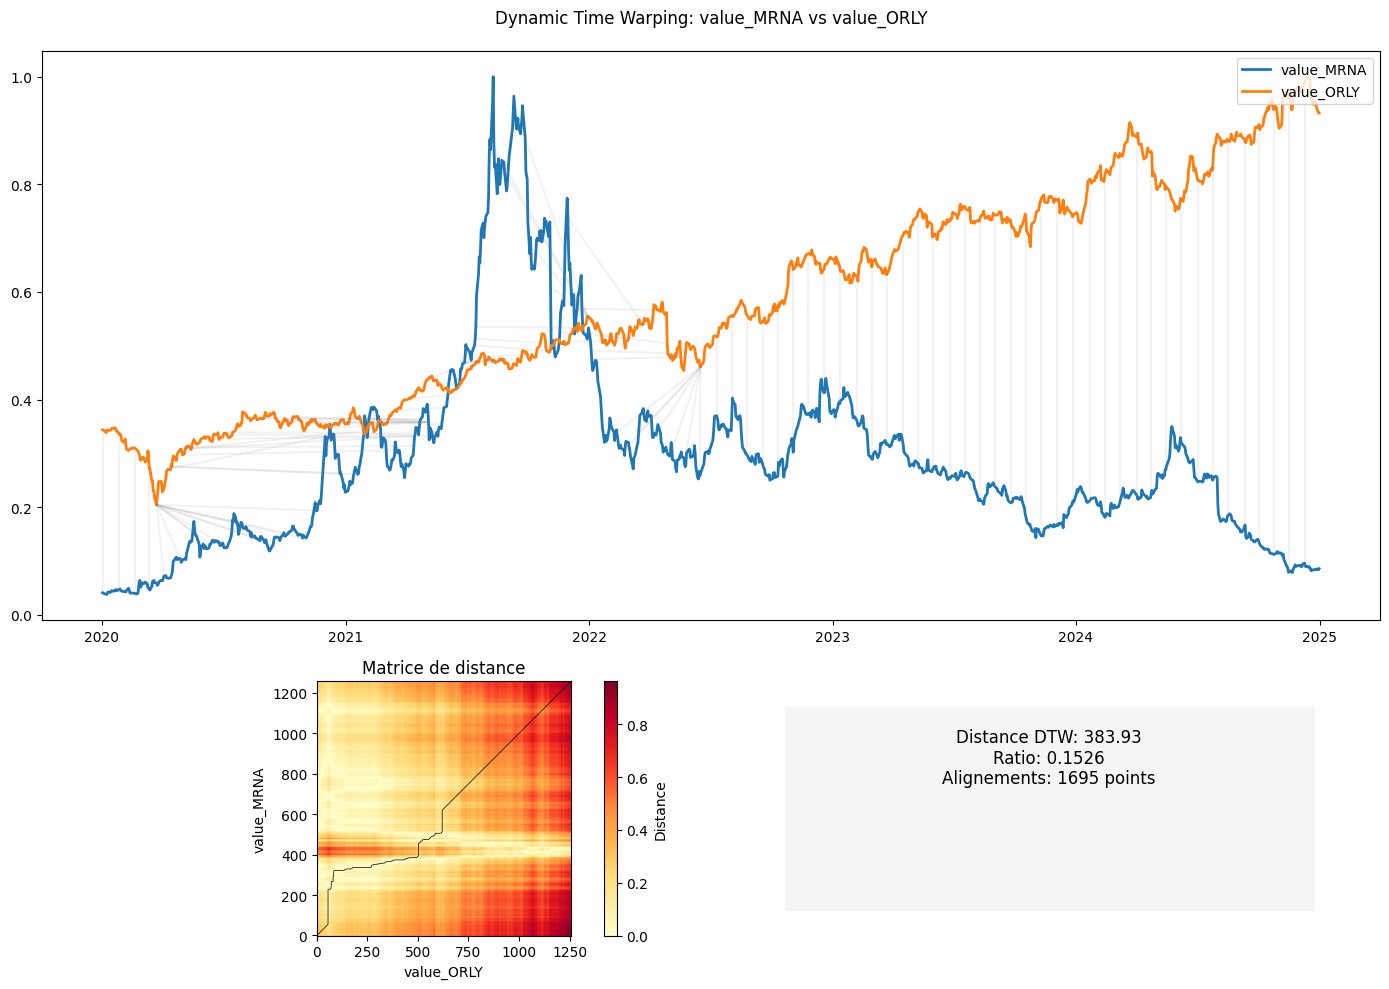 Dynamic Time Warping: value_MRNA vs value_ORLY
value_MRNA
value_ORLY
1.0
0.8
0.6
0.4
0.2
0.0
2020 2021 2022 2023 2024 2025
Matrice de distance
value_MRNA
1200
1000
800
600
400
200
0
0 250 500 750 1000 1250
value_ORLY
0.8
0.6
0.4
0.2
0.0
Distance
Distance DTW: 383.93
Ratio: 0.1526
Alignements: 1695 points